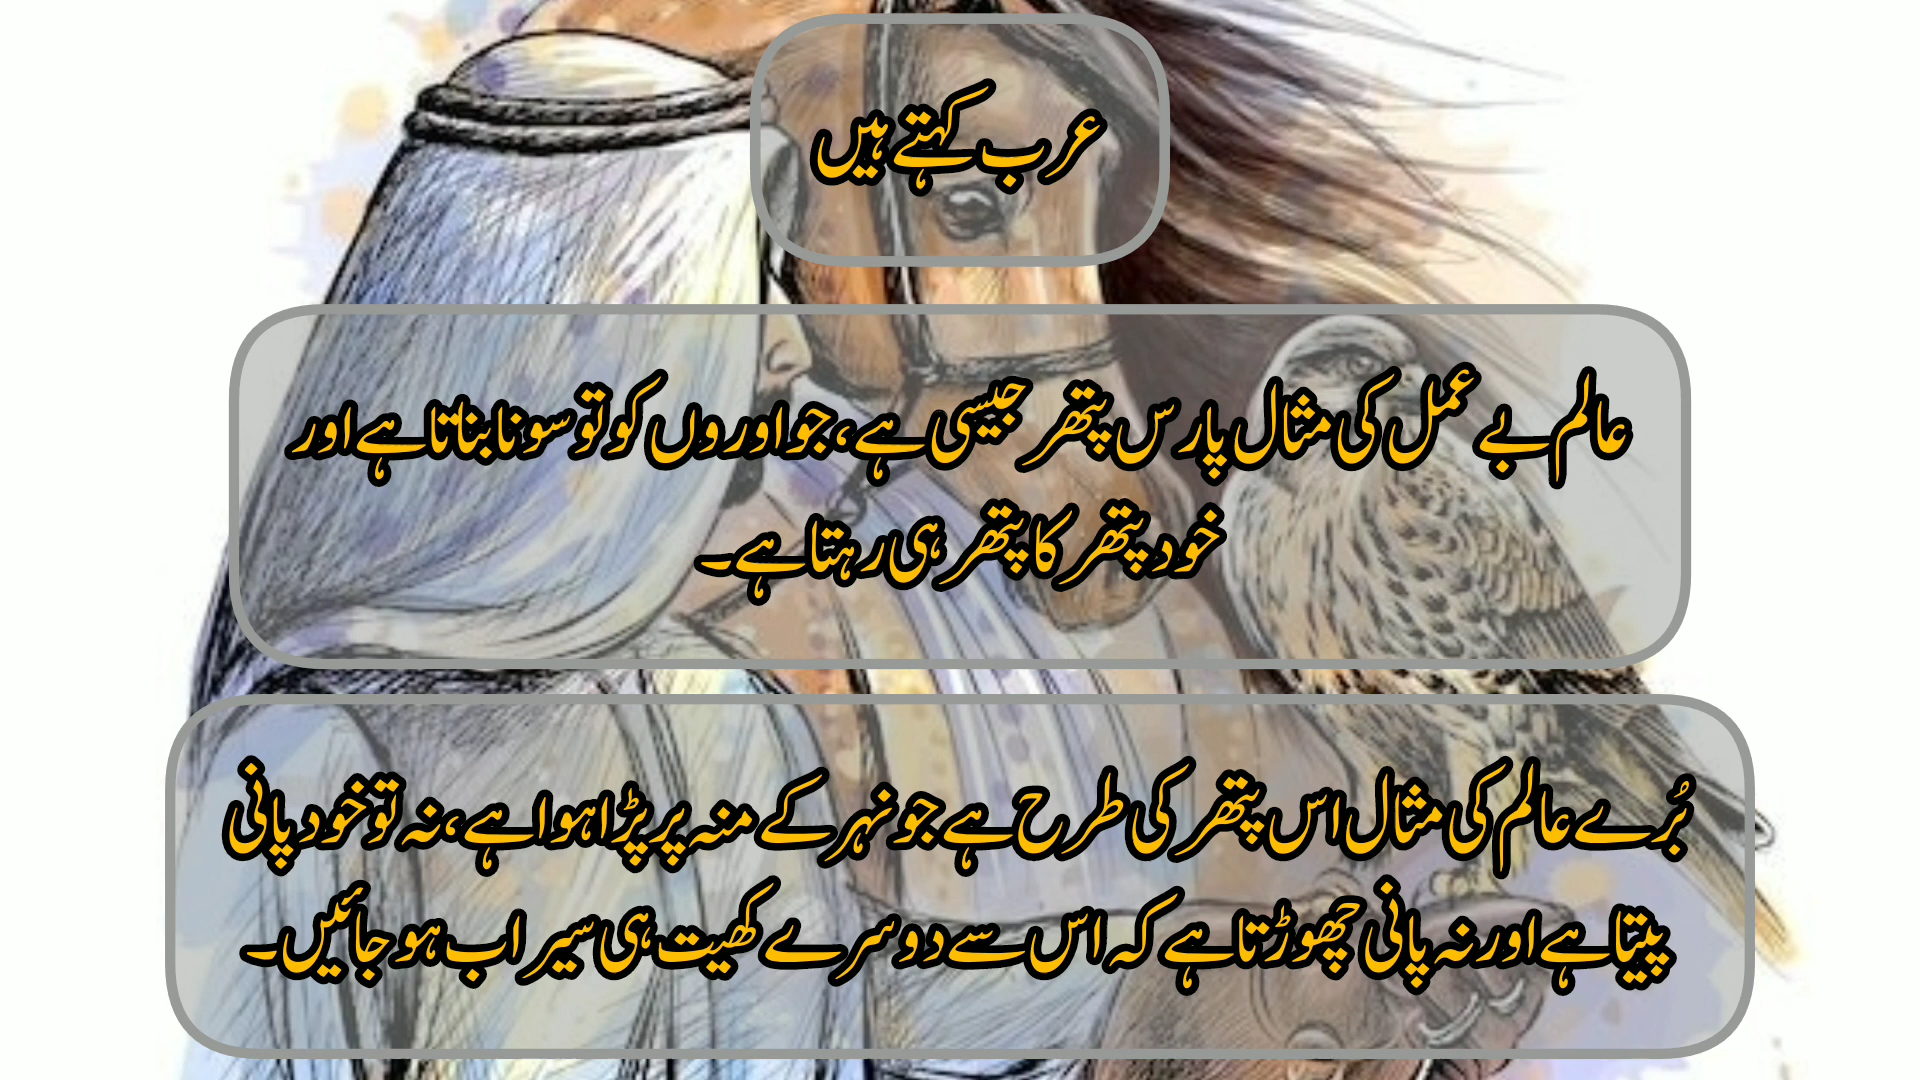 عرب کہتے ہیں
عالم بے عمل کی مثال پارس پتھر جیسی ہے، جو اوروں کو تو سونا بناتا ہے اور
خود پتھر کا پتھر ہی رہتا ہے۔
بُرے عالم کی مثال اس پتھر کی طرح ہے جو نہر کے منہ پر پڑا ہوا ہے، نہ تو خود پانی
پیتا ہے اور نہ پانی چھوڑتا ہے کہ اس سے دوسرے کھیت ہی سیر اب ہو جائیں۔